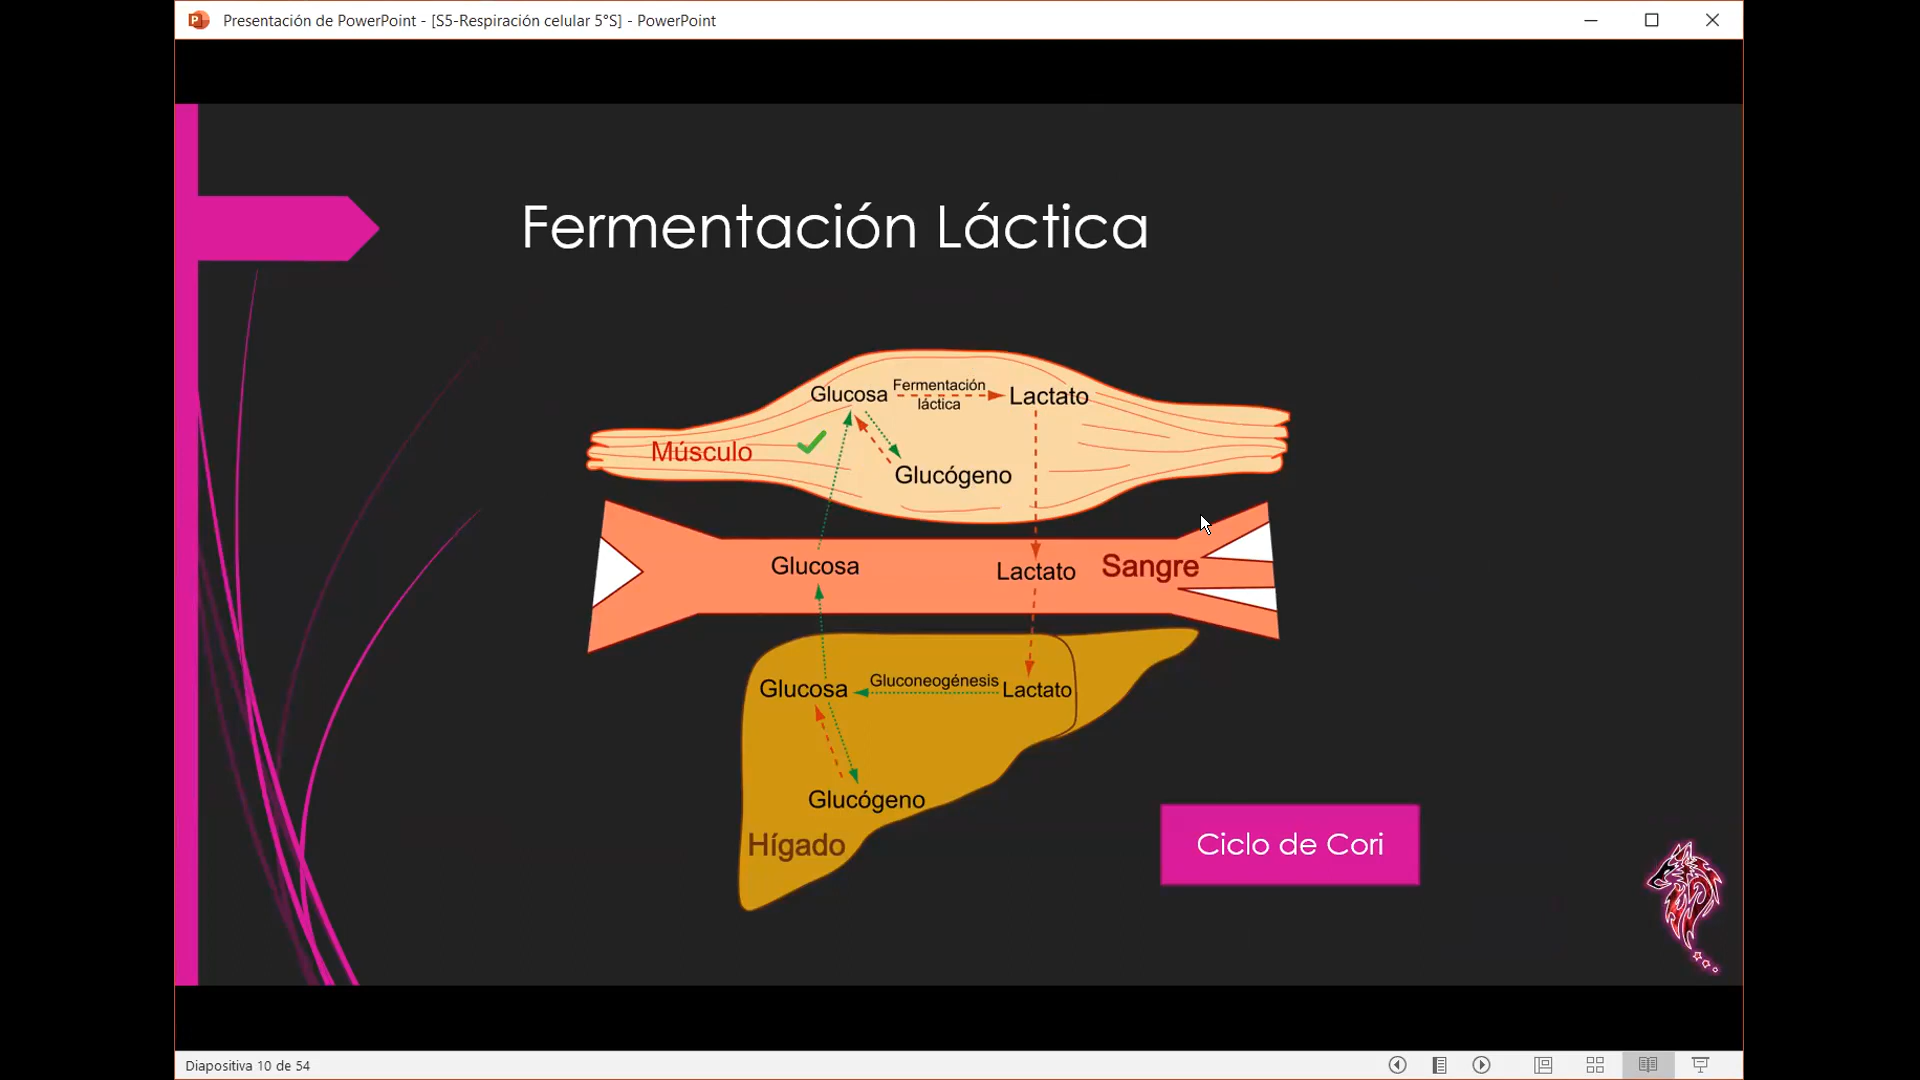 Presentación de PowerPoint - [S5-Respiración celular 5°S] - PowerPoint
Fermentación Láctica
Glucosa
Fermentación
láctica
Lactato
Músculo
Glucógeno
Glucosa
Lactato
Sangre
Glucosa
Gluconeogénesis
Lactato
Glucógeno
Hígado
Ciclo de Cori
Diapositiva 10 de 54